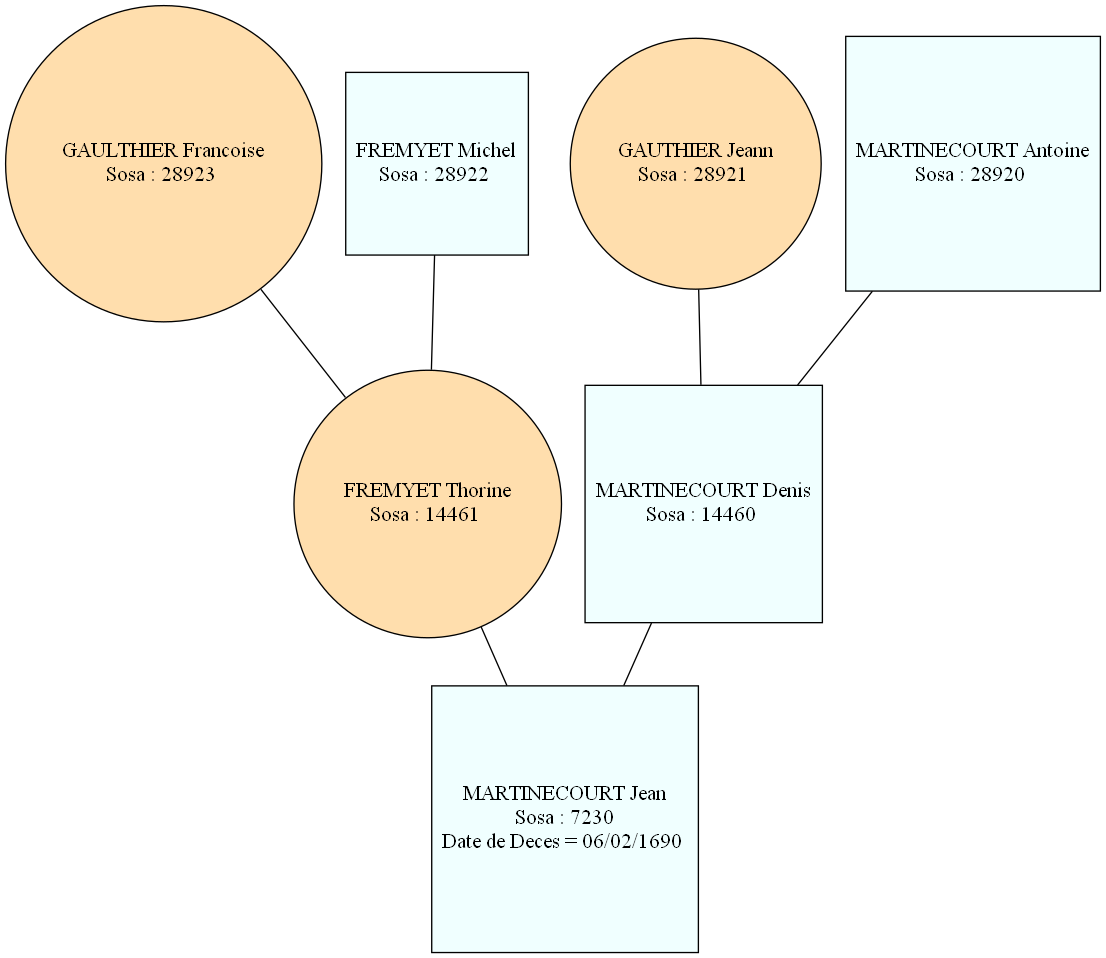 GAULTHIER Francoise
Sosa : 28923
FREMYET Michel
Sosa : 28922
GAUTHIER Jeann
Sosa : 28921
MARTINECOURT Antoine
Sosa : 28920
FREMYET Thorine
Sosa : 14461
MARTINECOURT Denis
Sosa : 14460
MARTINECOURT Jean
Sosa : 7230
Date de Deces = 06/02/1690